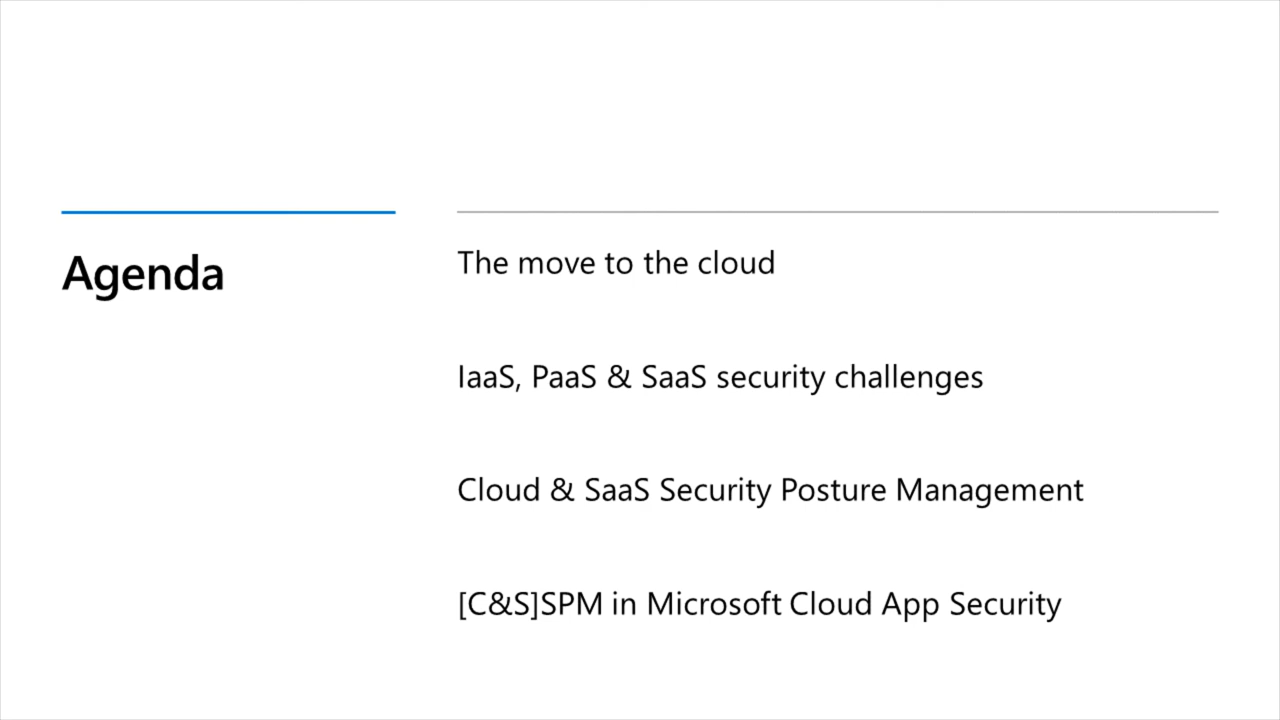 Agenda
The move to the cloud
IaaS, PaaS & SaaS security challenges
Cloud & SaaS Security Posture Management
[C&S]SPM in Microsoft Cloud App Security